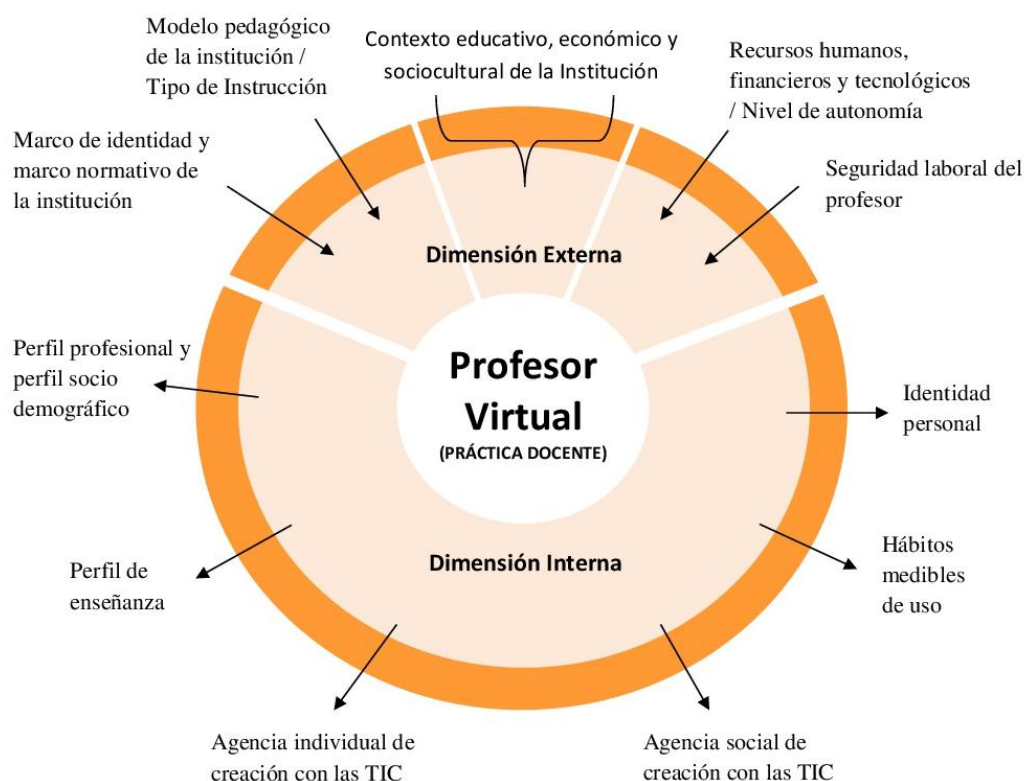 Modelo pedagógico
de la institución /
Tipo de Instrucción
Contexto educativo, económico y
sociocultural de la Institución
Recursos humanos,
financieros y tecnológicos
/ Nivel de autonomía
Marco de identidad y
marco normativo de
la institución
Seguridad laboral del
profesor
Dimensión Externa
Profesor
Virtual
(PRÁCTICA DOCENTE)
Perfil profesional y
perfil socio
demográfico
Identidad
personal
Dimensión Interna
Perfil de
enseñanza
Hábitos
medibles
de uso
Agencia individual de
creación con las TIC
Agencia social de
creación con las TIC